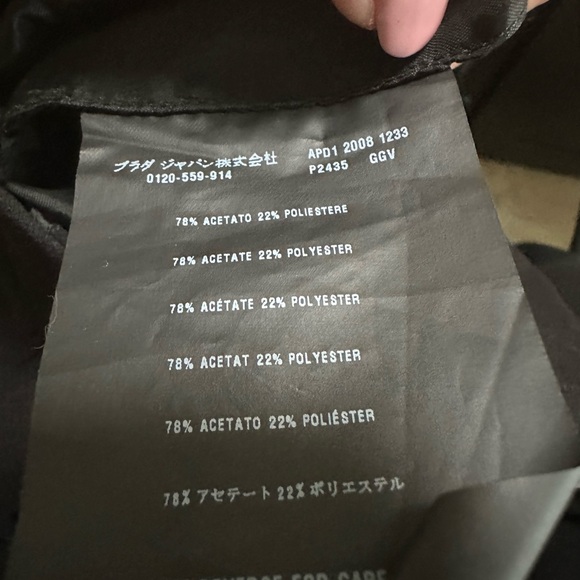 プラダ ジャパン株式会社 APD1 2008 1233
0120-559-914 P2435 GGV
78% ACETATO 22% POLIESTERE
78% ACETATE 22% POLYESTER
78% ACÉTATE 22% POLYESTER
78% ACETAT 22% POLYESTER
78% ACETATO 22% POLIÉSTER
78% アセテート 22% ポリエステル
FOR CARE